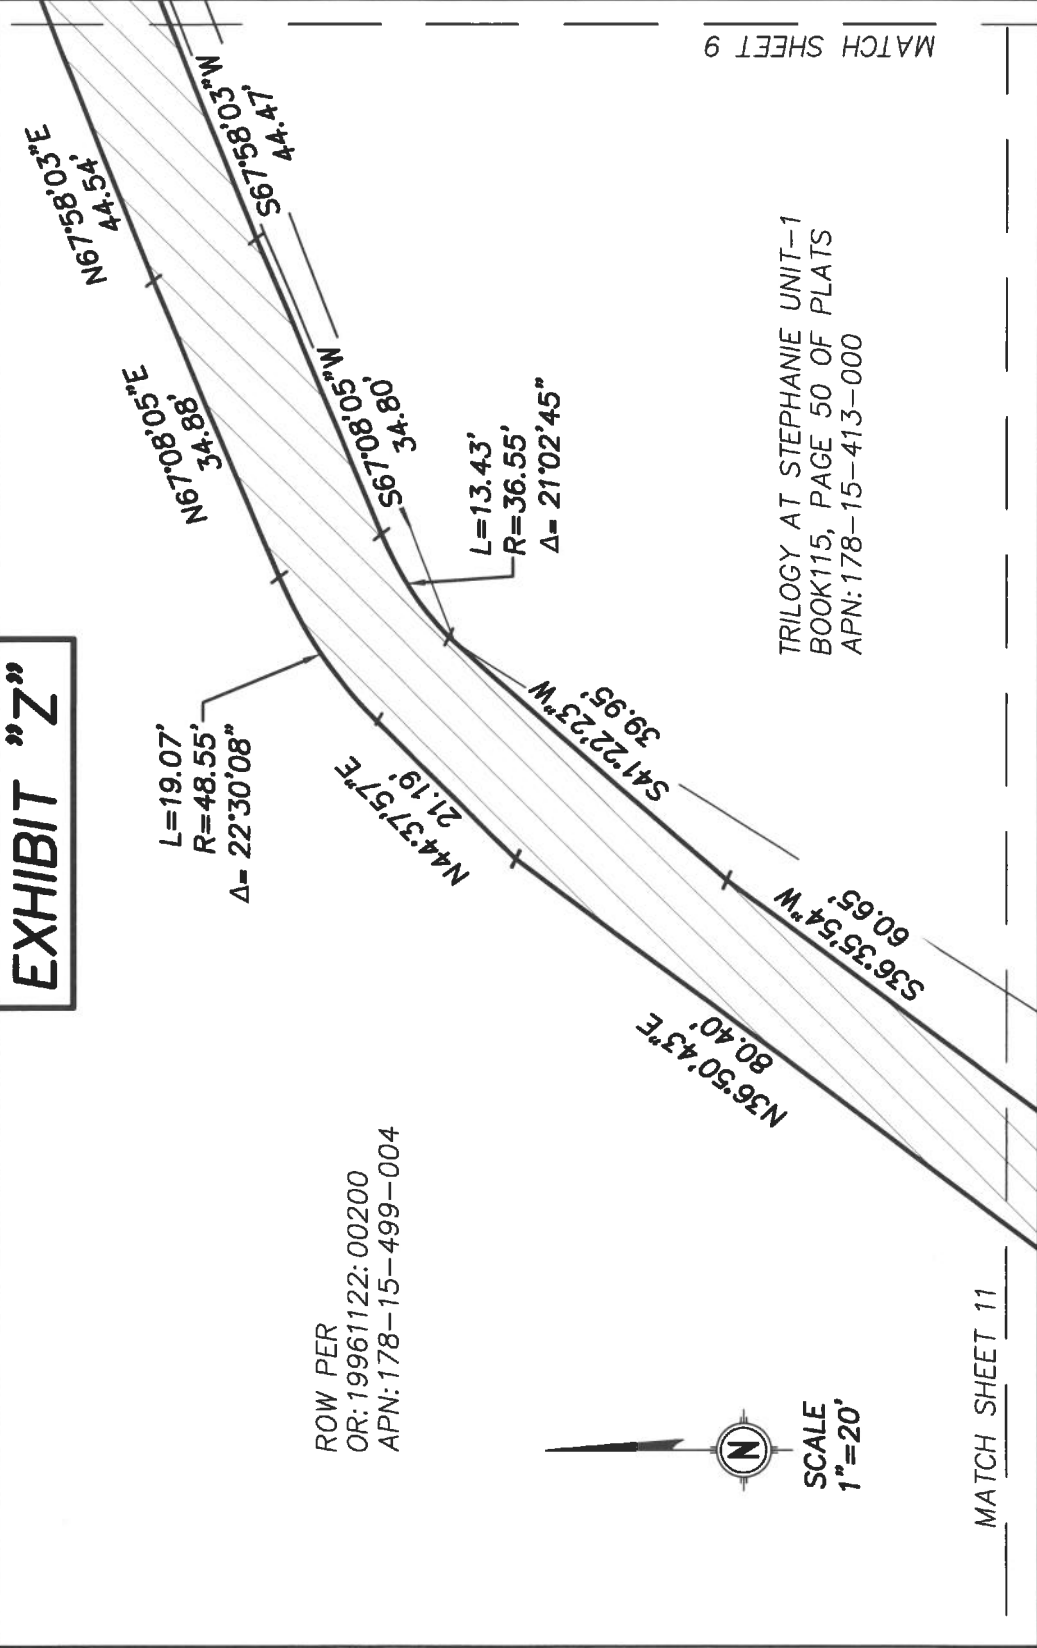 EXHIBIT "Z"
N67°58'03"E
44.54'
S67°58'03"W
44.47'
MATCH SHEET 9
N67°08'05"E
34.88'
S67°08'05"W
34.80'
L=19.07'
R=48.55'
Δ= 22°30'08"
L=13.43'
R=36.55'
Δ= 21°02'45"
N44°37'57"E
21.19'
S41°22'23"W
39.95'
TRILOGY AT STEPHANIE UNIT-1
BOOK115, PAGE 50 OF PLATS
APN:178-15-413-000
N36°50'43"E
80.40'
S36°35'54"W
60.65'
ROW PER
OR:19961122:00200
APN:178-15-499-004
N
SCALE
1"=20'
MATCH SHEET 11